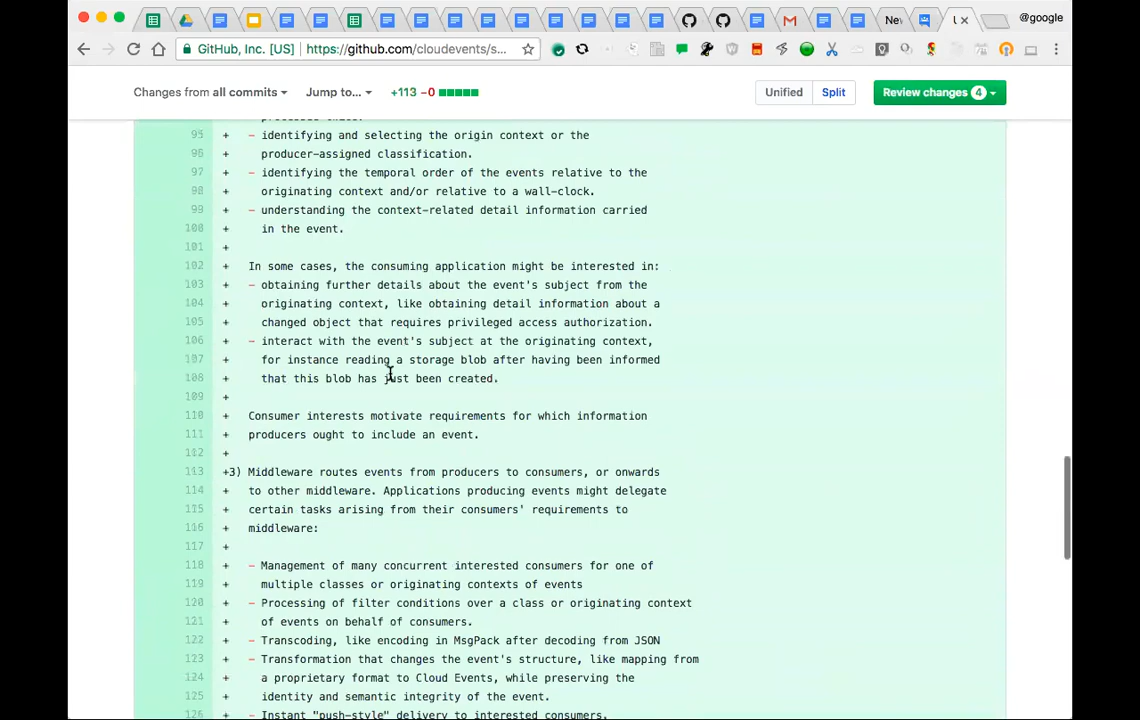 Ne
@google
GitHub, Inc. [US]
https://github.com/cloudevents/s...
Changes from all commits
Jump to...
+113 −0
Unified
Split
Review changes 4
95 + - identifying and selecting the origin context or the
96 + producer-assigned classification.
97 + - identifying the temporal order of the events relative to the
98 + originating context and/or relative to a wall-clock.
99 + - understanding the context-related detail information carried
100 + in the event.
101 +
102 + In some cases, the consuming application might be interested in:
103 + - obtaining further details about the event's subject from the
104 + originating context, like obtaining detail information about a
105 + changed object that requires privileged access authorization.
106 + - interact with the event's subject at the originating context,
107 + for instance reading a storage blob after having been informed
108 + that this blob has just been created.
109 +
110 + Consumer interests motivate requirements for which information
111 + producers ought to include an event.
112 +
113 +3) Middleware routes events from producers to consumers, or onwards
114 + to other middleware. Applications producing events might delegate
115 + certain tasks arising from their consumers' requirements to
116 + middleware:
117 +
118 + - Management of many concurrent interested consumers for one of
119 + multiple classes or originating contexts of events
120 + - Processing of filter conditions over a class or originating context
121 + of events on behalf of consumers.
122 + - Transcoding, like encoding in MsgPack after decoding from JSON
123 + - Transformation that changes the event's structure, like mapping from
124 + a proprietary format to Cloud Events, while preserving the
125 + identity and semantic integrity of the event.
126 + - Instant "push-style" delivery to interested consumers.